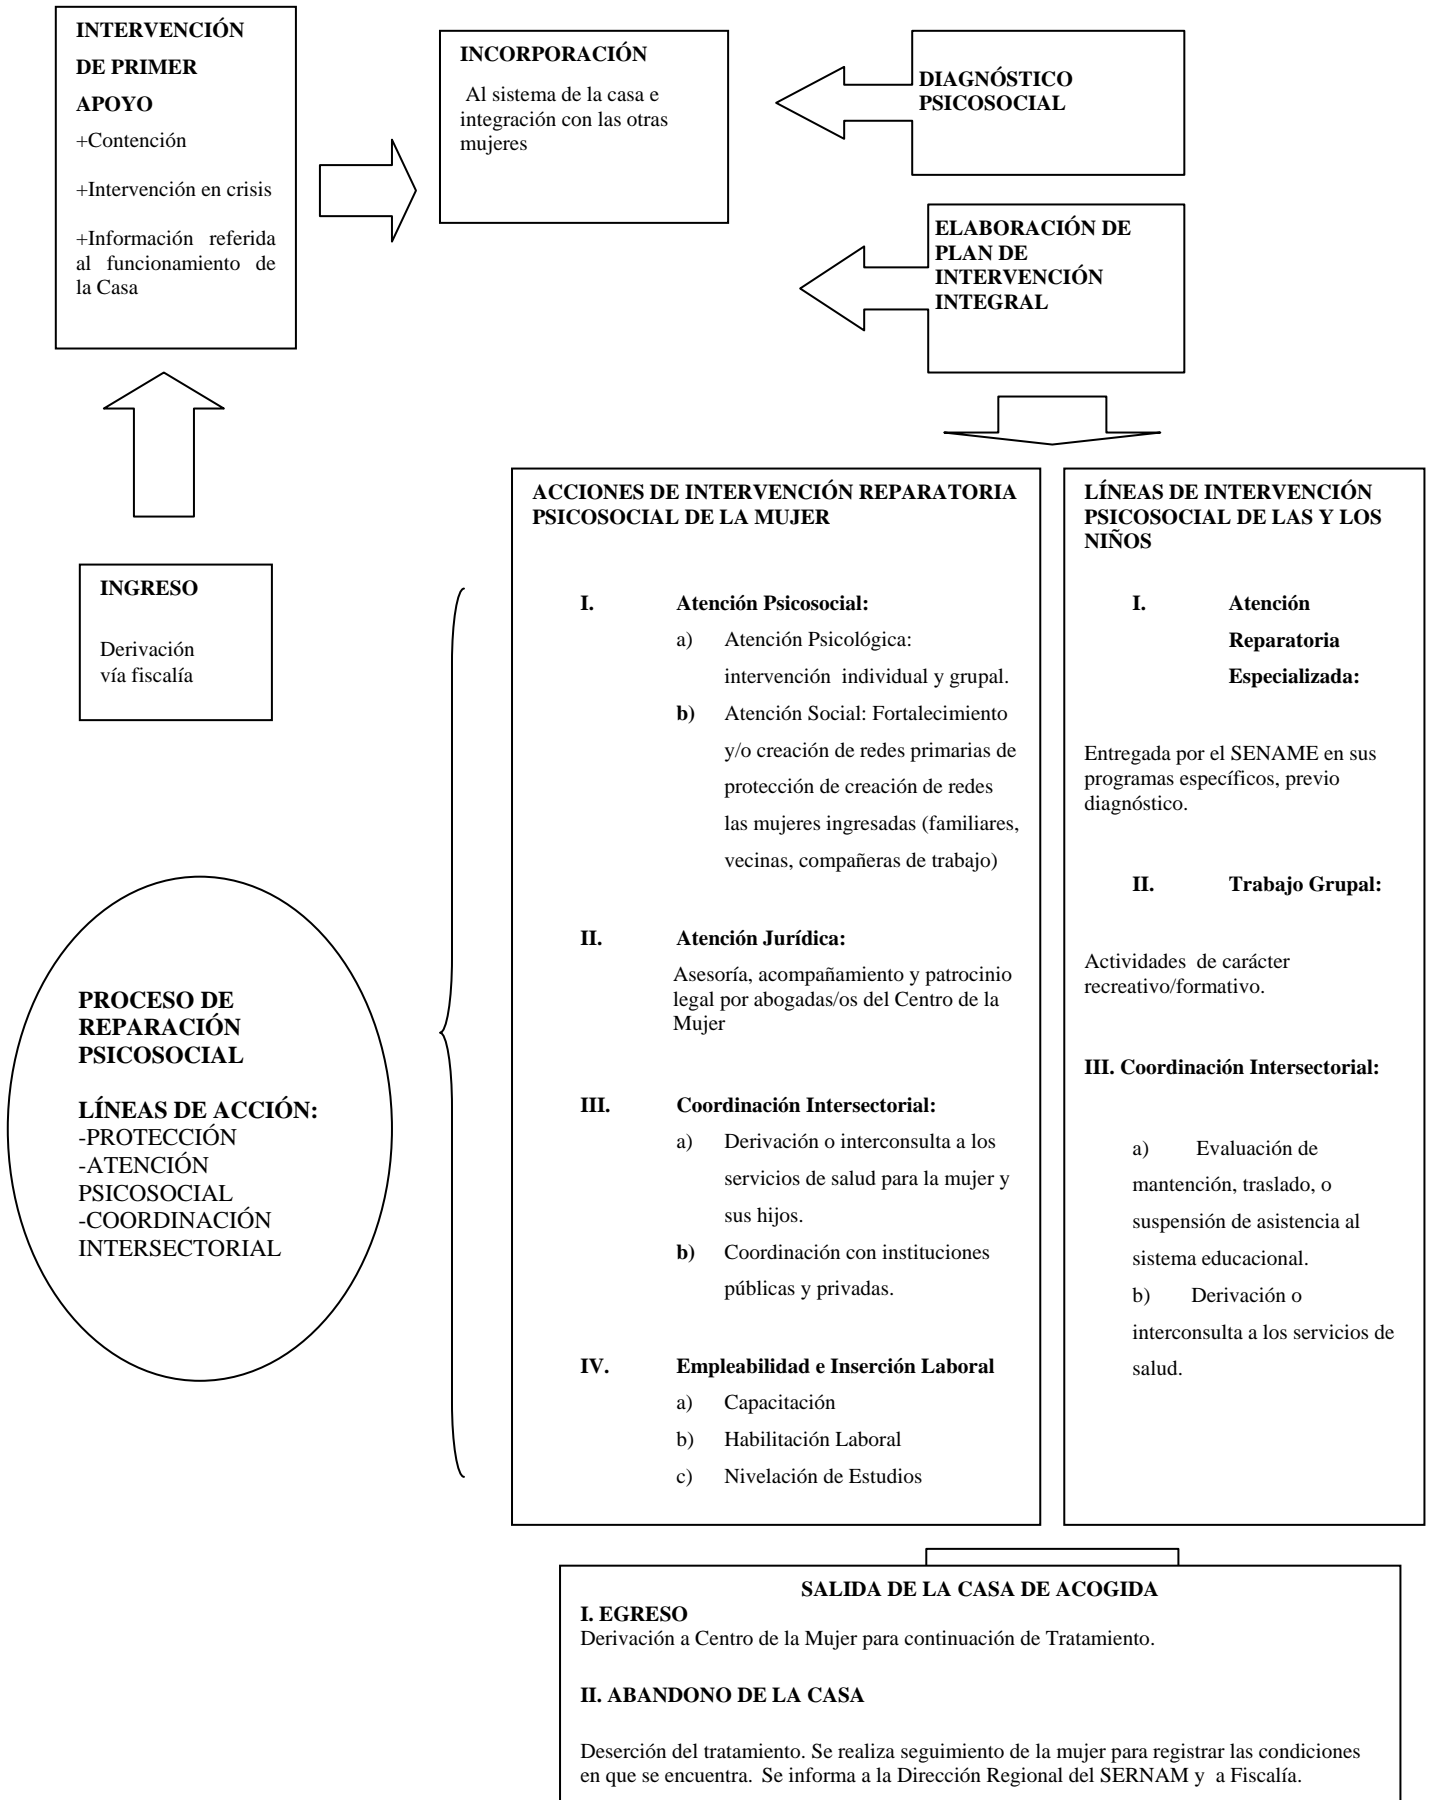 INTERVENCIÓN
DE PRIMER
APOYO
+Contención
+Intervención en crisis
+Información referida
al funcionamiento de
la Casa
INCORPORACIÓN
Al sistema de la casa e
integración con las otras
mujeres
DIAGNÓSTICO
PSICOSOCIAL
ELABORACIÓN DE
PLAN DE
INTERVENCIÓN
INTEGRAL
INGRESO
Derivación
vía fiscalía
PROCESO DE
REPARACIÓN
PSICOSOCIAL
LÍNEAS DE ACCIÓN:
-PROTECCIÓN
-ATENCIÓN
PSICOSOCIAL
-COORDINACIÓN
INTERSECTORIAL
ACCIONES DE INTERVENCIÓN REPARATORIA
PSICOSOCIAL DE LA MUJER
I. Atención Psicosocial:
a) Atención Psicológica:
intervención individual y grupal.
b) Atención Social: Fortalecimiento
y/o creación de redes primarias de
protección de creación de redes
las mujeres ingresadas (familiares,
vecinas, compañeras de trabajo)
II. Atención Jurídica:
Asesoría, acompañamiento y patrocinio
legal por abogadas/os del Centro de la
Mujer
III. Coordinación Intersectorial:
a) Derivación o interconsulta a los
servicios de salud para la mujer y
sus hijos.
b) Coordinación con instituciones
públicas y privadas.
IV. Empleabilidad e Inserción Laboral
a) Capacitación
b) Habilitación Laboral
c) Nivelación de Estudios
LÍNEAS DE INTERVENCIÓN
PSICOSOCIAL DE LAS Y LOS
NIÑOS
I. Atención
Reparatoria
Especializada:
Entregada por el SENAME en sus
programas específicos, previo
diagnóstico.
II. Trabajo Grupal:
Actividades de carácter
recreativo/formativo.
III. Coordinación Intersectorial:
a) Evaluación de
mantención, traslado, o
suspensión de asistencia al
sistema educacional.
b) Derivación o
interconsulta a los servicios de
salud.
SALIDA DE LA CASA DE ACOGIDA
I. EGRESO
Derivación a Centro de la Mujer para continuación de Tratamiento.
II. ABANDONO DE LA CASA
Deserción del tratamiento. Se realiza seguimiento de la mujer para registrar las condiciones
en que se encuentra. Se informa a la Dirección Regional del SERNAM y a Fiscalía.